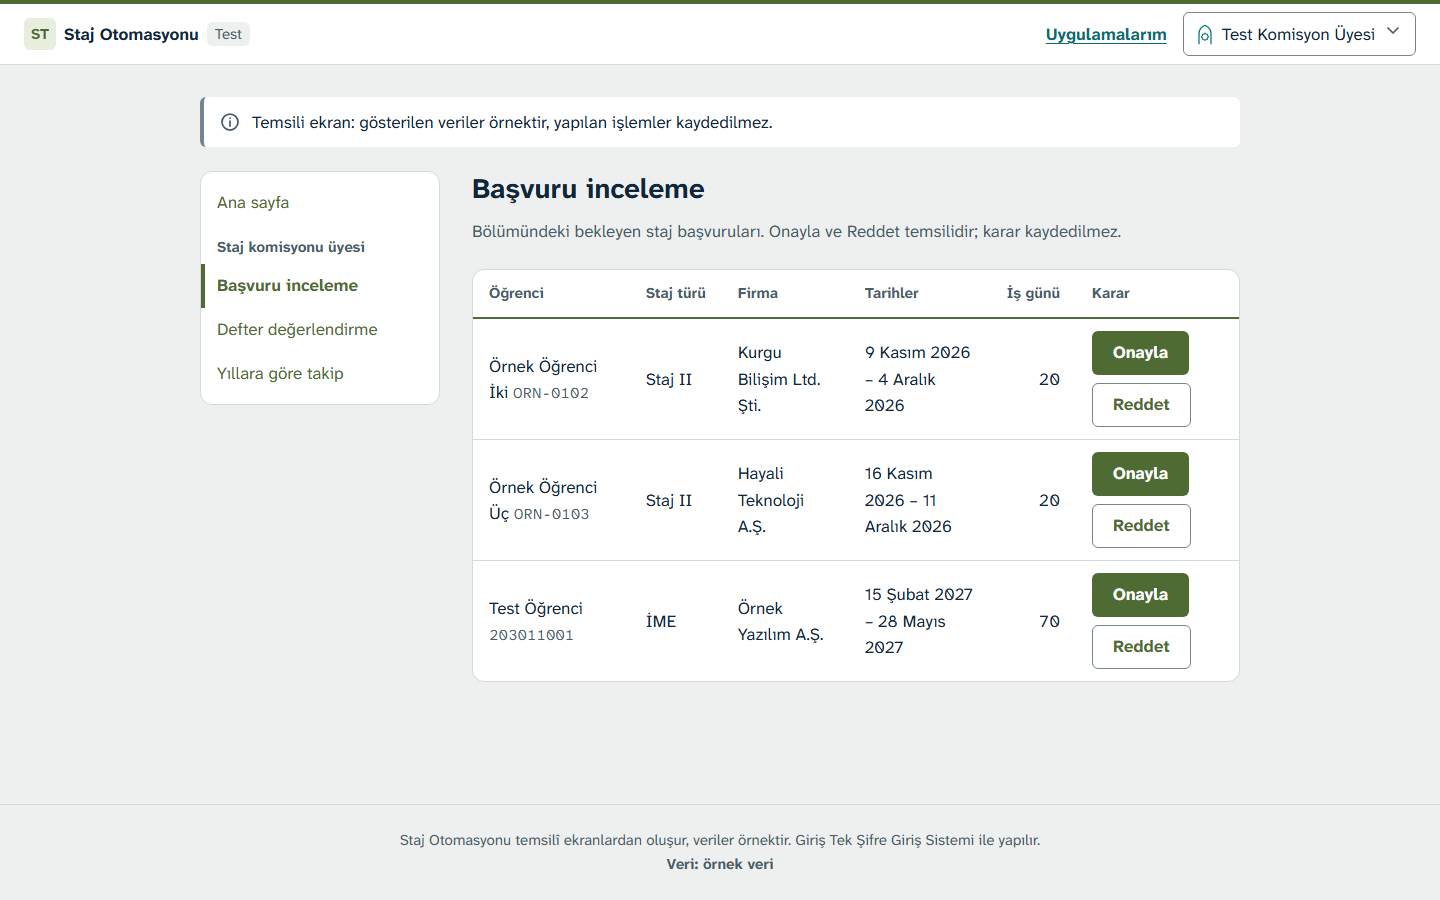 ST Staj Otomasyonu Test
Uygulamalarım Test Komisyon Üyesi
Temsili ekran: gösterilen veriler örnektir, yapılan işlemler kaydedilmez.
Ana sayfa
Staj komisyonu üyesi
Başvuru inceleme
Defter değerlendirme
Yıllara göre takip
Başvuru inceleme
Bölümündeki bekleyen staj başvuruları. Onayla ve Reddet temsilidir; karar kaydedilmez.
Öğrenci Staj türü Firma Tarihler İş günü Karar
Örnek Öğrenci
İki ORN-0102
Staj II
Kurgu
Bilişim Ltd.
Şti.
9 Kasım 2026
– 4 Aralık
2026
20
Onayla
Reddet
Örnek Öğrenci
Üç ORN-0103
Staj II
Hayali
Teknoloji
A.Ş.
16 Kasım
2026 – 11
Aralık 2026
20
Onayla
Reddet
Test Öğrenci
203011001
İME
Örnek
Yazılım A.Ş.
15 Şubat 2027
– 28 Mayıs
2027
70
Onayla
Reddet
Staj Otomasyonu temsilî ekranlardan oluşur, veriler örnektir. Giriş Tek Şifre Giriş Sistemi ile yapılır.
Veri: örnek veri